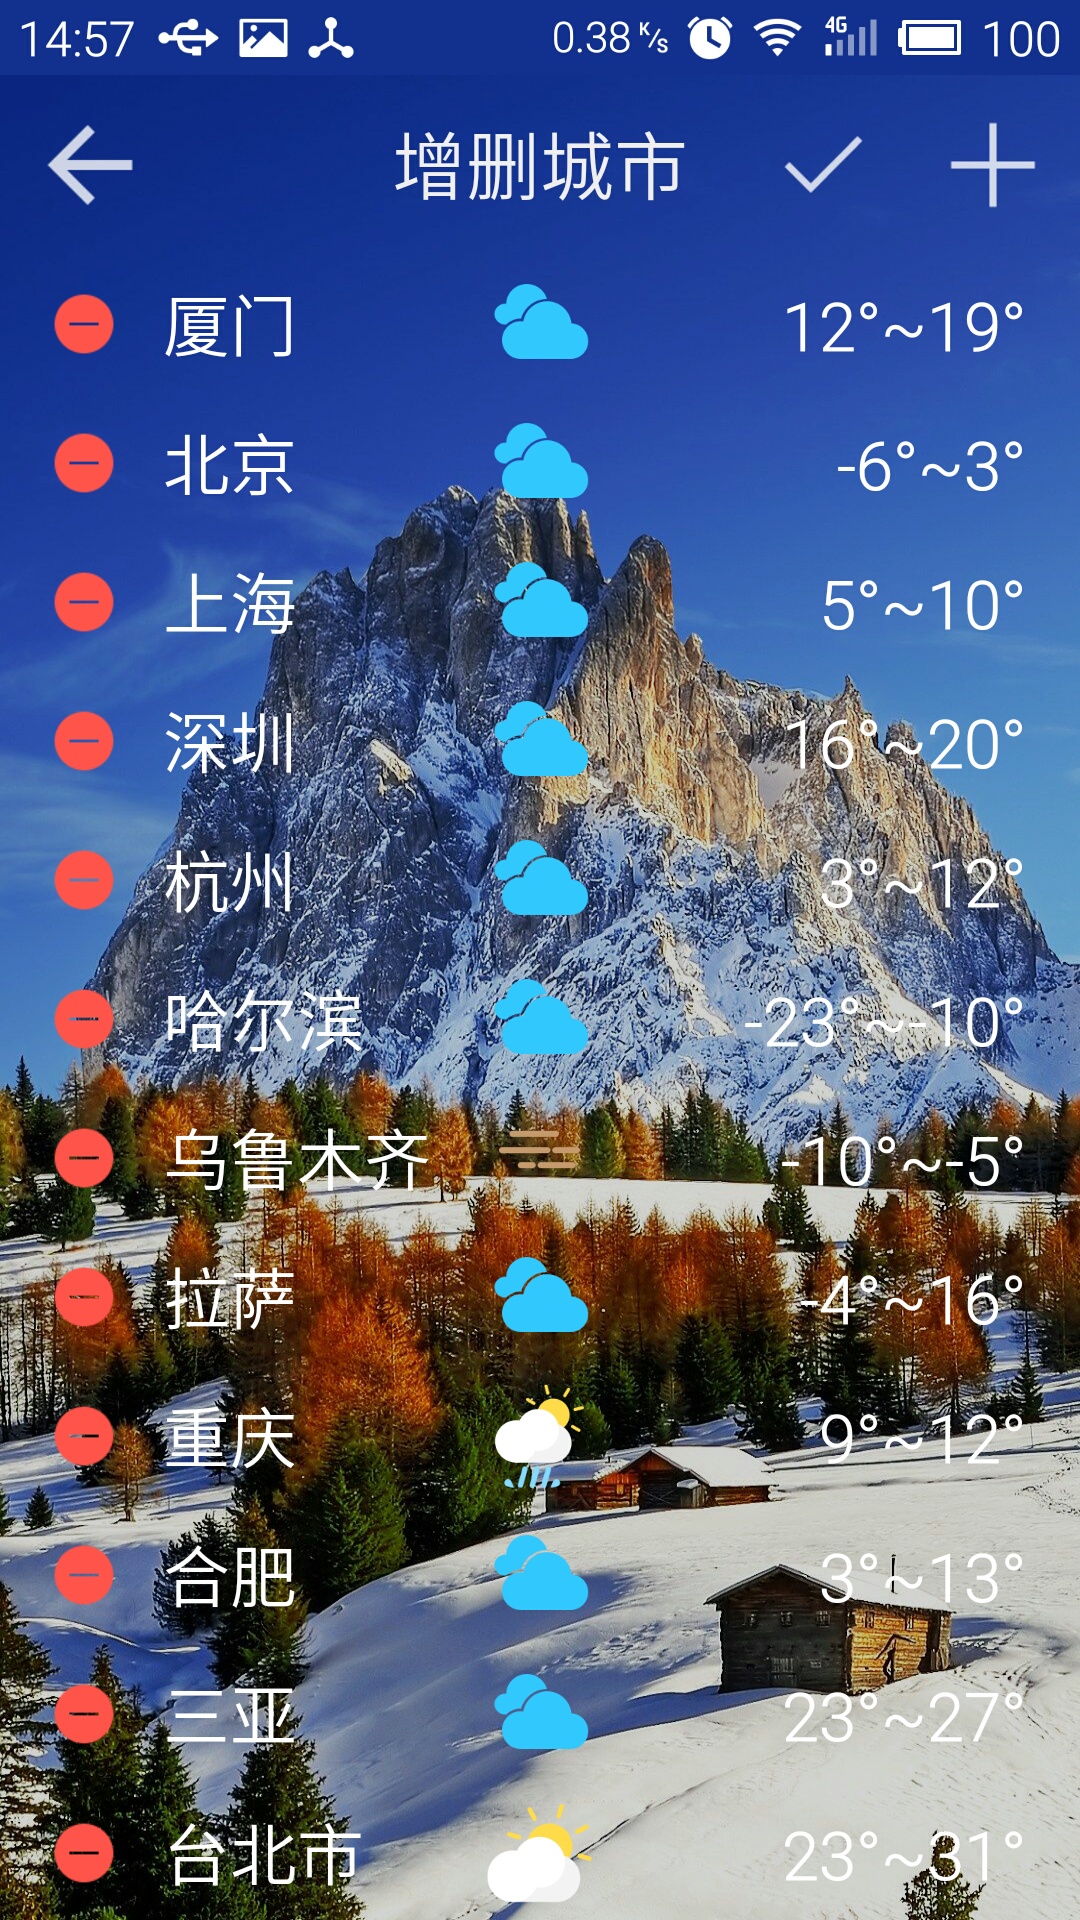 14:57 0.38 K/S 4G 100
增删城市
厦门 12°~19°
北京 -6°~3°
上海 5°~10°
深圳 16°~20°
杭州 3°~12°
哈尔滨 -23°~-10°
乌鲁木齐 -10°~-5°
拉萨 -4°~16°
重庆 9°~12°
合肥 3°~13°
三亚 23°~27°
台北市 23°~31°